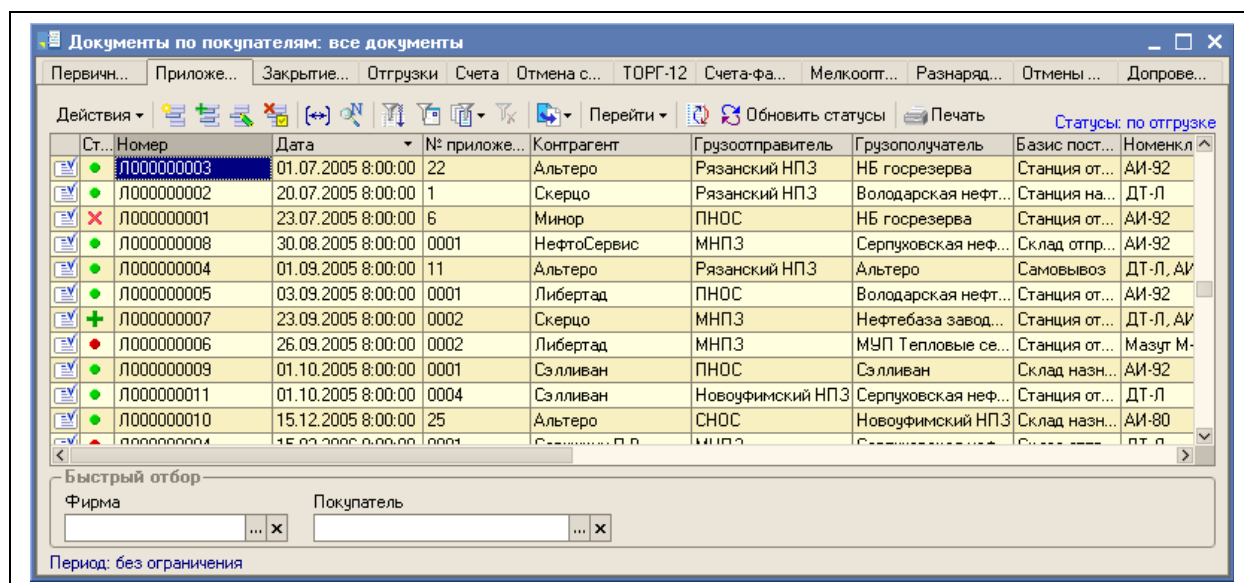 Документы по покупателям: все документы
Первичн... Приложе... Закрытие... Отгрузки Счета Отмена с... ТОРГ-12 Счета-фа... Мелкоопт... Разнаряд... Отмены ... Допрове...
Действия Перейти Обновить статусы Печать Статусы: по отгрузке
Ст... Номер Дата № приложе... Контрагент Грузоотправитель Грузополучатель Базис пост... Номенкл
Л000000003 01.07.2005 8:00:00 22 Альтеро Рязанский НПЗ НБ госрезерва Станция от... АИ-92
Л000000002 20.07.2005 8:00:00 1 Скерцо Рязанский НПЗ Володарская нефт... Станция на... ДТ-Л
Л000000001 23.07.2005 8:00:00 6 Минор ПНОС НБ госрезерва Станция от... АИ-92
Л000000008 30.08.2005 8:00:00 0001 НефтоСервис МНПЗ Серпуховская неф... Склад отпр... АИ-92
Л000000004 01.09.2005 8:00:00 11 Альтеро Рязанский НПЗ Альтеро Самовывоз ДТ-Л, АИ
Л000000005 03.09.2005 8:00:00 0001 Либертад ПНОС Володарская нефт... Станция от... АИ-92
Л000000007 23.09.2005 8:00:00 0002 Скерцо МНПЗ Нефтебаза завод... Станция от... ДТ-Л, АИ
Л000000006 26.09.2005 8:00:00 0002 Либертад МНПЗ МУП Тепловые се... Станция от... Мазут М-
Л000000009 01.10.2005 8:00:00 0001 Сэлливан ПНОС Сэлливан Склад назн... АИ-92
Л000000011 01.10.2005 8:00:00 0004 Сэлливан Новоуфимский НПЗ Серпуховская неф... Станция от... ДТ-Л
Л000000010 15.12.2005 8:00:00 25 Альтеро СНОС Новоуфимский НПЗ Склад назн... АИ-80
Быстрый отбор
Фирма Покупатель
Период: без ограничения